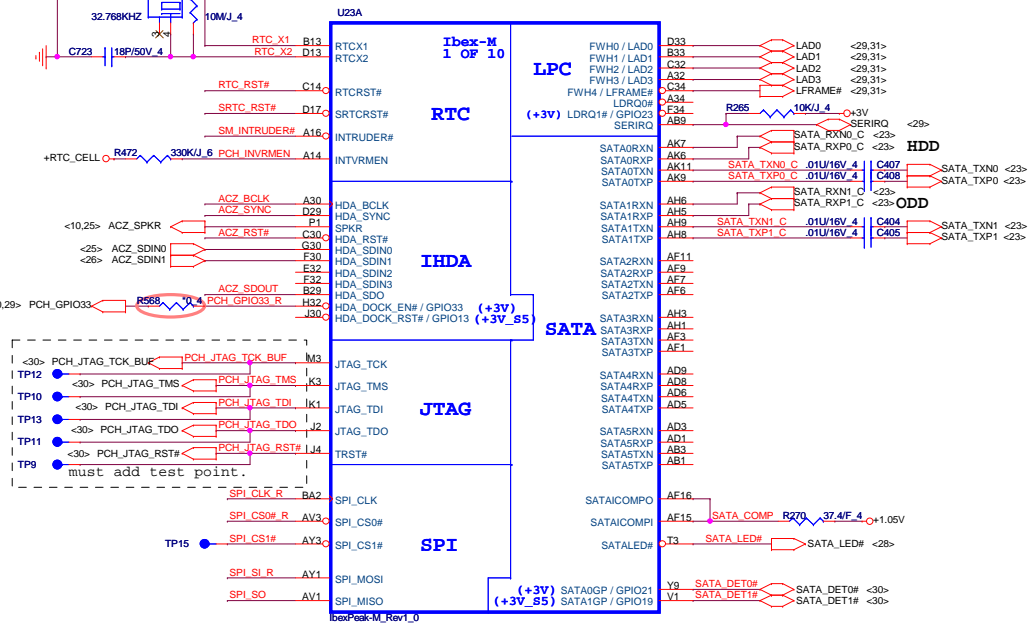 U23A
32.768KHZ
10M/J_4
3
4
C723 18P/50V_4
RTC_X1 B13 RTCX1
RTC_X2 D13 RTCX2
RTC_RST# C14 RTCRST#
SRTC_RST# D17 SRTCRST#
SM_INTRUDER# A16 INTRUDER#
+RTC_CELL R472 330K/J_6 PCH_INVRMEN A14 INTVRMEN
Ibex-M
1 OF 10
RTC
LPC
D33 FWH0 / LAD0 LAD0 <29,31>
B33 FWH1 / LAD1 LAD1 <29,31>
C32 FWH2 / LAD2 LAD2 <29,31>
A32 FWH3 / LAD3 LAD3 <29,31>
C34 FWH4 / LFRAME# LFRAME# <29,31>
A34 LDRQ0#
F34 (+3V) LDRQ1# / GPIO23
AB9 SERIRQ SERIRQ <29>
R265 10K/J_4 +3V
ACZ_BCLK A30 HDA_BCLK
ACZ_SYNC D29 HDA_SYNC
<10,25> ACZ_SPKR P1 SPKR
ACZ_RST# C30 HDA_RST#
<25> ACZ_SDIN0 G30 HDA_SDIN0
<26> ACZ_SDIN1 F30 HDA_SDIN1
E32 HDA_SDIN2
F32 HDA_SDIN3
ACZ_SDOUT B29 HDA_SDO
,29> PCH_GPIO33 R568 *0_4 PCH_GPIO33_R H32 HDA_DOCK_EN# / GPIO33 (+3V)
J30 HDA_DOCK_RST# / GPIO13 (+3V_S5)
IHDA
SATA
SATA0RXN AK7 SATA_RXN0_C <23>
SATA0RXP AK6 SATA_RXP0_C <23>
HDD
SATA0TXN AK11 SATA_TXN0_C .01U/16V_4 C407 SATA_TXN0 <23>
SATA0TXP AK9 SATA_TXP0_C .01U/16V_4 C408 SATA_TXP0 <23>
SATA1RXN AH6 SATA_RXN1_C <23>
SATA1RXP AH5 SATA_RXP1_C <23>
ODD
SATA1TXN AH9 SATA_TXN1_C .01U/16V_4 C404 SATA_TXN1 <23>
SATA1TXP AH8 SATA_TXP1_C .01U/16V_4 C405 SATA_TXP1 <23>
SATA2RXN AF11
SATA2RXP AF9
SATA2TXN AF7
SATA2TXP AF6
SATA3RXN AH3
SATA3RXP AH1
SATA3TXN AF3
SATA3TXP AF1
SATA4RXN AD9
SATA4RXP AD8
SATA4TXN AD6
SATA4TXP AD5
SATA5RXN AD3
SATA5RXP AD1
SATA5TXN AB3
SATA5TXP AB1
<30> PCH_JTAG_TCK_BUF PCH_JTAG_TCK_BUF M3 JTAG_TCK
TP12
<30> PCH_JTAG_TMS PCH_JTAG_TMS K3 JTAG_TMS
TP10
<30> PCH_JTAG_TDI PCH_JTAG_TDI K1 JTAG_TDI
TP13
<30> PCH_JTAG_TDO PCH_JTAG_TDO J2 JTAG_TDO
TP11
<30> PCH_JTAG_RST# PCH_JTAG_RST# J4 TRST#
TP9
must add test point.
JTAG
SPI_CLK_R BA2 SPI_CLK
SPI_CS0#_R AV3 SPI_CS0#
TP15 SPI_CS1# AY3 SPI_CS1#
SPI_SI_R AY1 SPI_MOSI
SPI_SO AV1 SPI_MISO
SPI
SATAICOMPO AF16
SATAICOMPI AF15 SATA_COMP R270 37.4/F_4 +1.05V
SATALED# T3 SATA_LED# SATA_LED# <28>
(+3V) SATA0GP / GPIO21 Y9 SATA_DET0# SATA_DET0# <30>
(+3V_S5) SATA1GP / GPIO19 V1 SATA_DET1# SATA_DET1# <30>
IbexPeak-M_Rev1_0